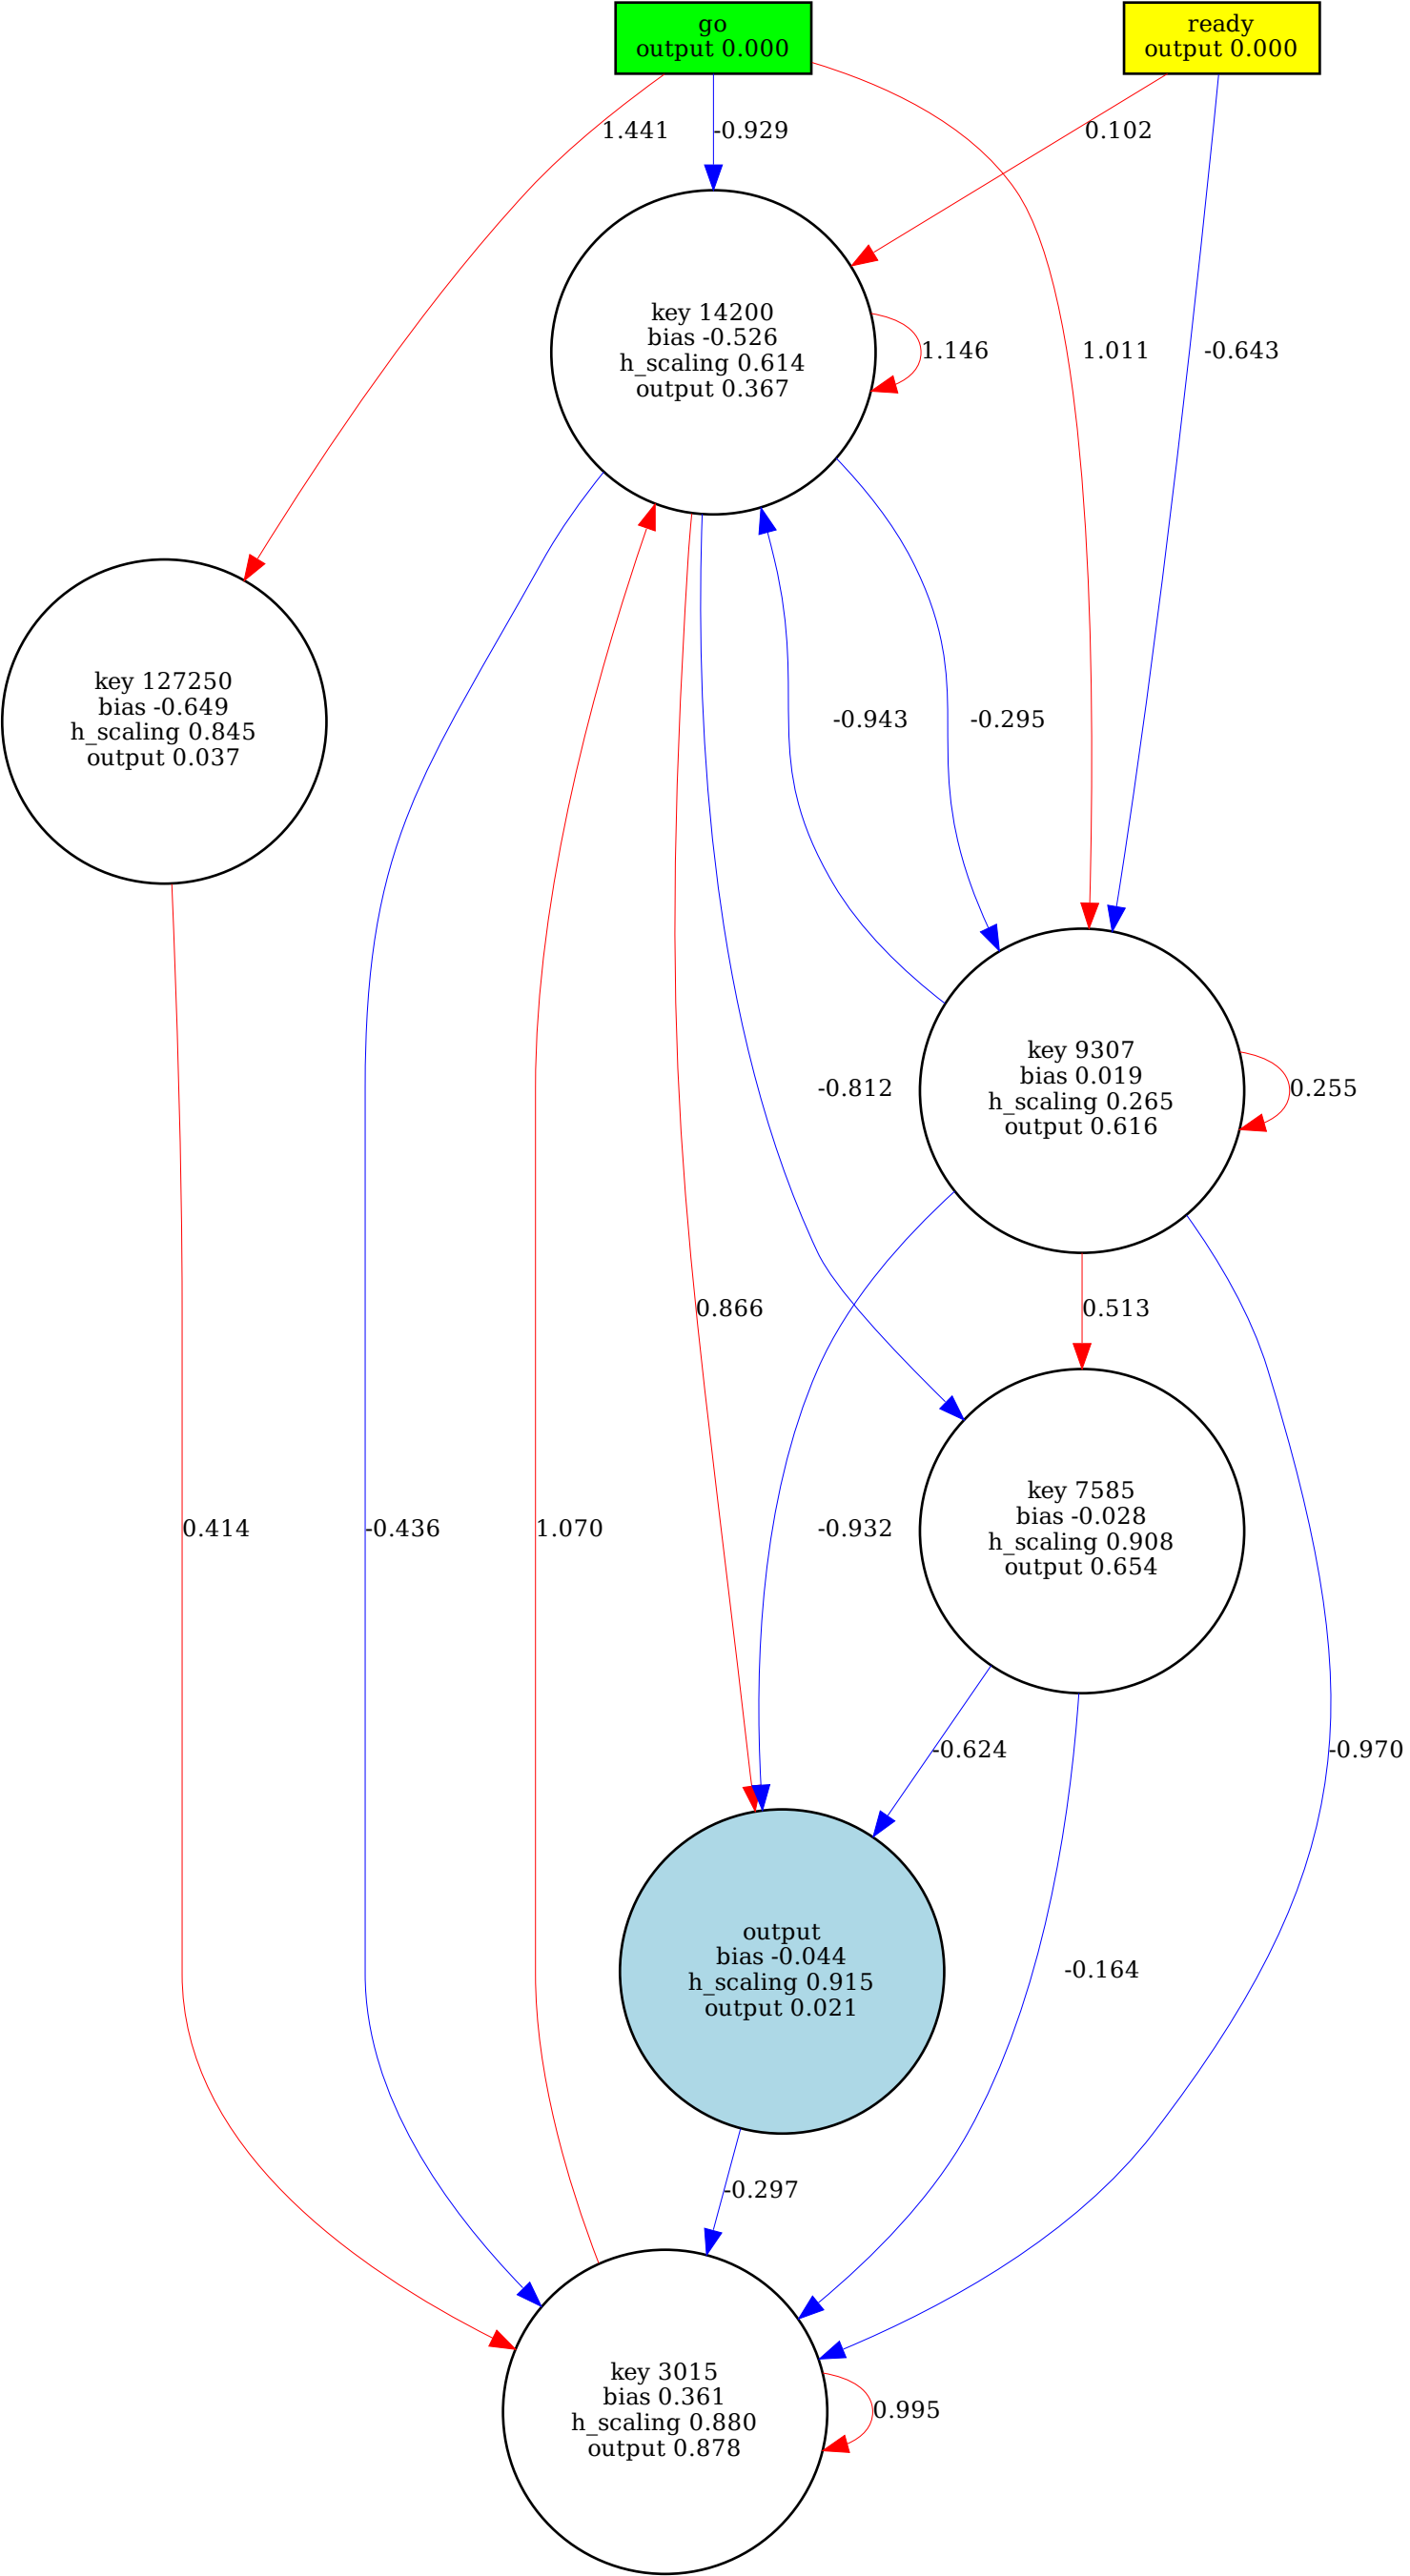 go
output 0.000
ready
output 0.000
1.441
-0.929
0.102
key 14200
bias -0.526
h_scaling 0.614
output 0.367
1.146
1.011
-0.643
key 127250
bias -0.649
h_scaling 0.845
output 0.037
-0.943
-0.295
key 9307
bias 0.019
h_scaling 0.265
output 0.616
-0.812
0.255
0.866
0.513
key 7585
bias -0.028
h_scaling 0.908
output 0.654
0.414
-0.436
1.070
-0.932
-0.624
-0.970
output
bias -0.044
h_scaling 0.915
output 0.021
-0.164
-0.297
key 3015
bias 0.361
h_scaling 0.880
output 0.878
0.995